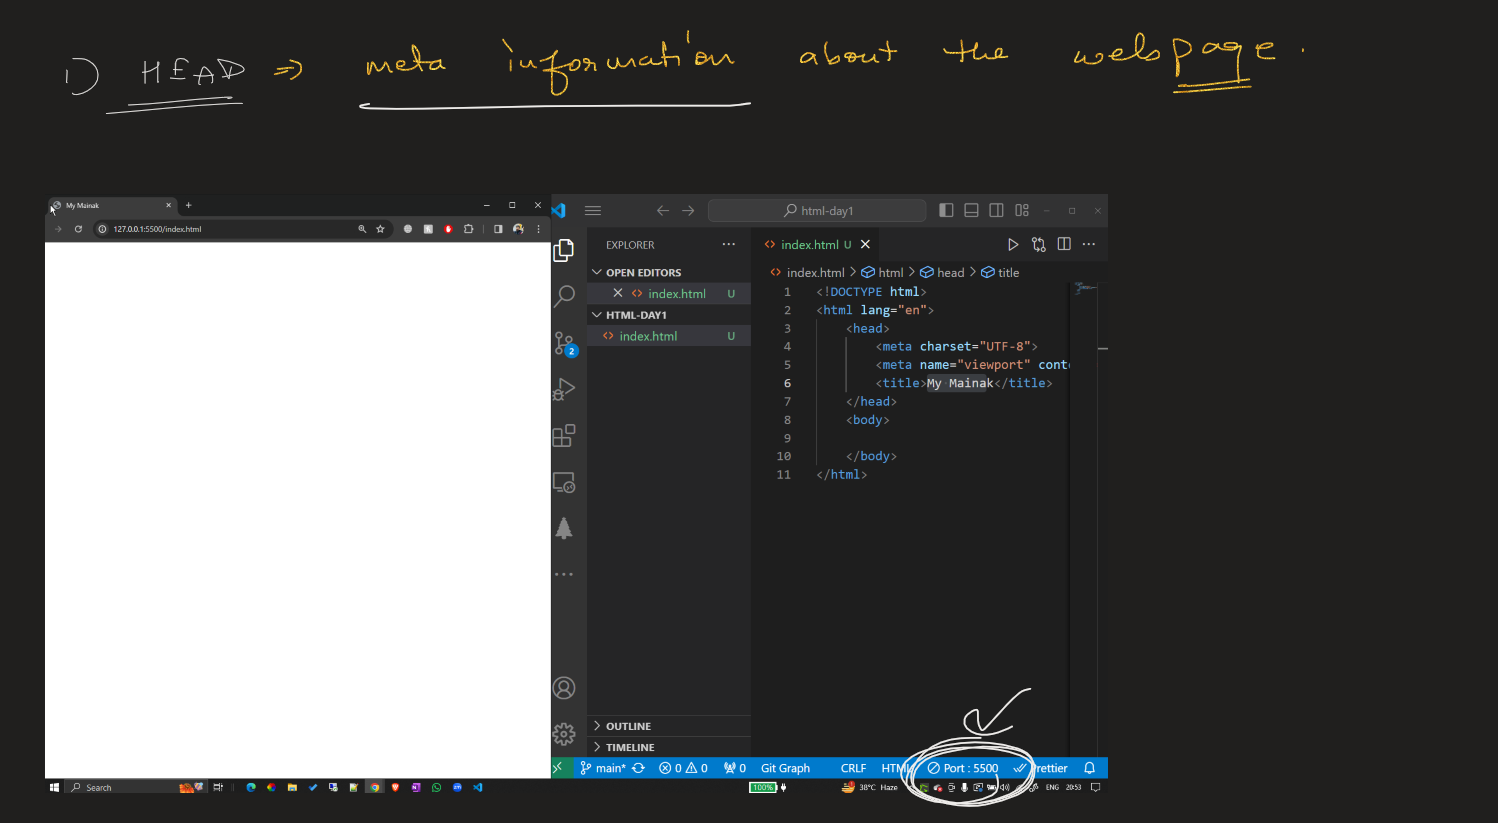 1) HEAD => meta information about the webpage.
My Mainak
127.0.0.1:5500/index.html
html-day1
EXPLORER
index.html U
OPEN EDITORS
index.html > html > head > title
index.html U
HTML-DAY1
index.html U
1 <!DOCTYPE html>
2 <html lang="en">
3 <head>
4 <meta charset="UTF-8">
5 <meta name="viewport" conte
6 <title>My Mainak</title>
7 </head>
8 <body>
9
10 </body>
11 </html>
2
OUTLINE
TIMELINE
main* 0 0 0 Git Graph CRLF HTML Port : 5500 Prettier
Search 100% 38°C Haze ENG 20:53